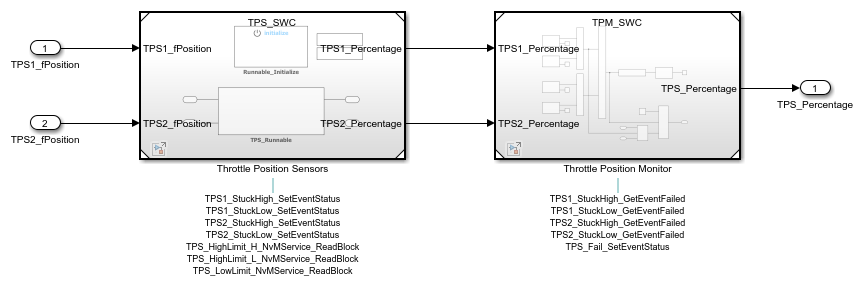 TPS_SWC
Initialize
Runnable_Initialize
1
TPS1_fPosition
TPS1_fPosition
TPS1_Percentage
2
TPS2_fPosition
TPS2_fPosition
TPS2_Percentage
TPS_Runnable
Throttle Position Sensors
TPS1_StuckHigh_SetEventStatus
TPS1_StuckLow_SetEventStatus
TPS2_StuckHigh_SetEventStatus
TPS2_StuckLow_SetEventStatus
TPS_HighLimit_H_NvMService_ReadBlock
TPS_HighLimit_L_NvMService_ReadBlock
TPS_LowLimit_NvMService_ReadBlock
TPM_SWC
TPS1_Percentage
TPS2_Percentage
TPS_Percentage
1
TPS_Percentage
Throttle Position Monitor
TPS1_StuckHigh_GetEventFailed
TPS1_StuckLow_GetEventFailed
TPS2_StuckHigh_GetEventFailed
TPS2_StuckLow_GetEventFailed
TPS_Fail_SetEventStatus